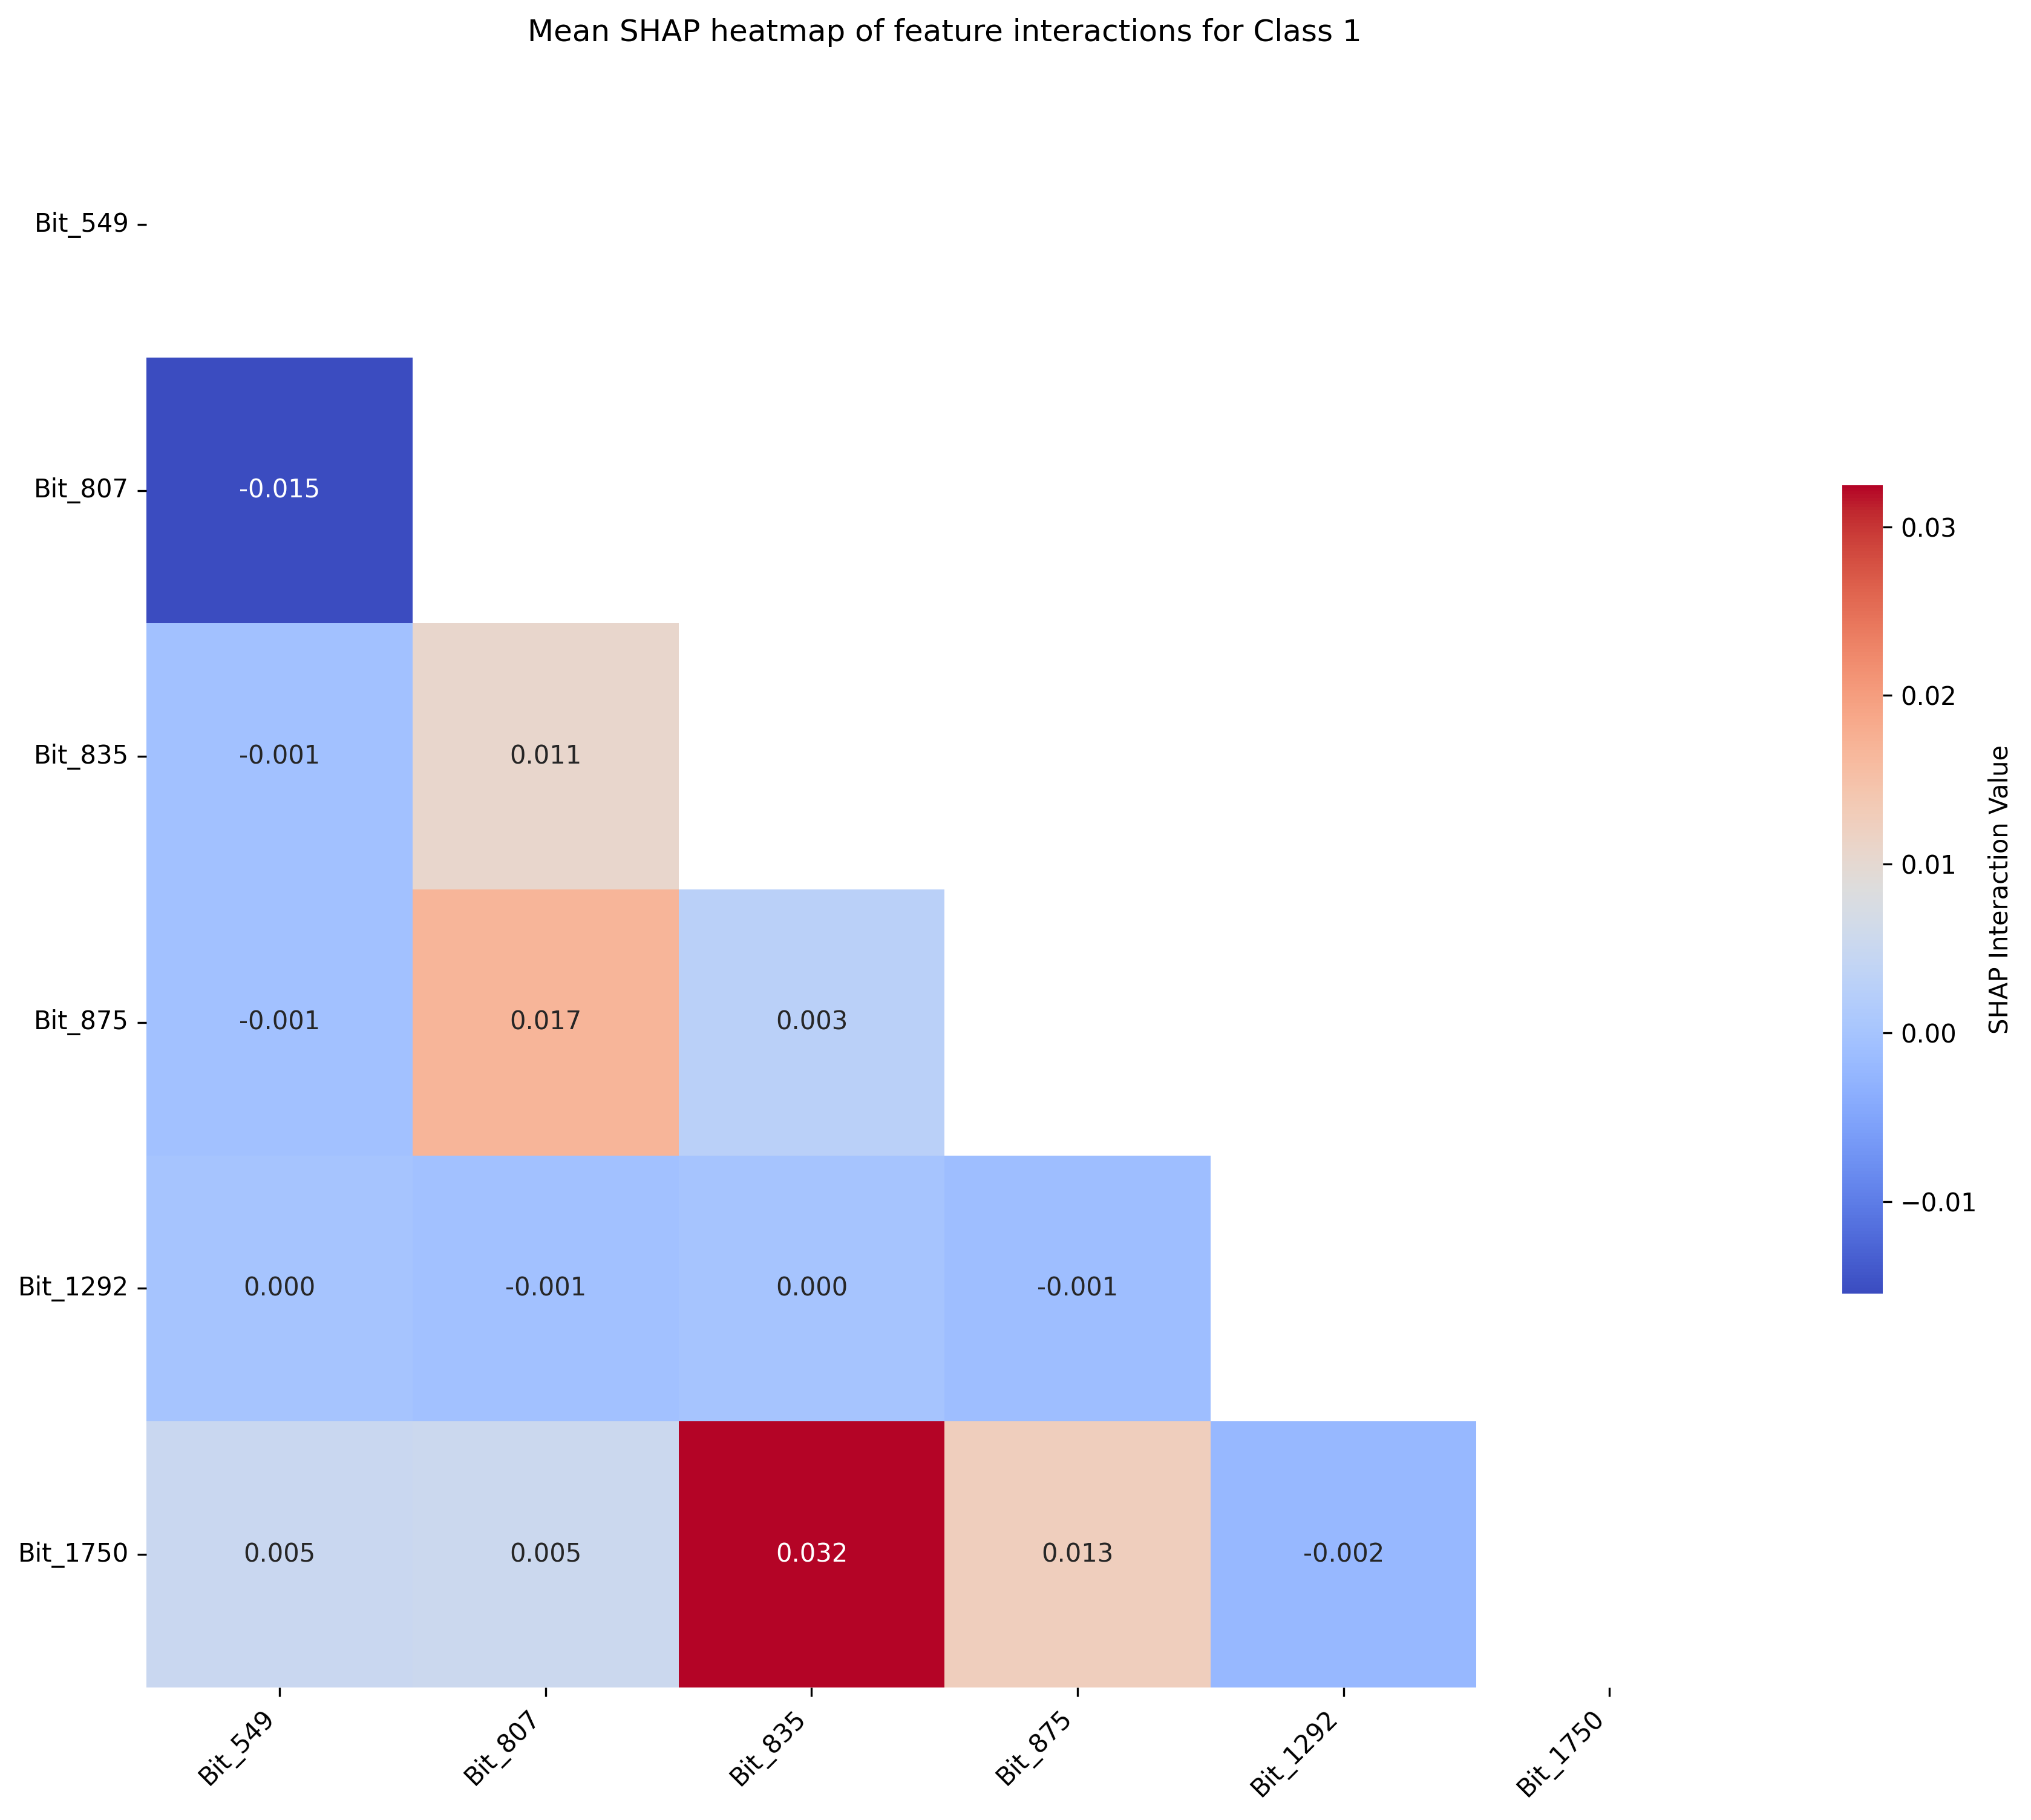 Mean SHAP heatmap of feature interactions for Class 1
Bit_549
Bit_807
-0.015
Bit_835
-0.001 0.011
Bit_875
-0.001 0.017 0.003
Bit_1292
0.000 -0.001 0.000 -0.001
Bit_1750
0.005 0.005 0.032 0.013 -0.002
Bit_549 Bit_807 Bit_835 Bit_875 Bit_1292 Bit_1750
0.03
0.02
0.01
0.00
−0.01
SHAP Interaction Value